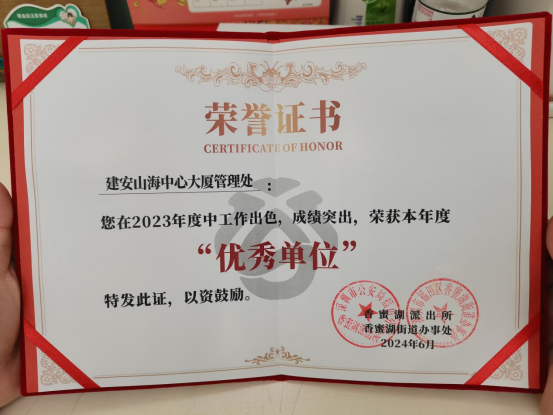 荣誉证书
CERTIFICATE OF HONOR
建安山海中心大厦管理处：
您在2023年度中工作出色，成绩突出，荣获本年度
“优秀单位”
特发此证，以资鼓励。
香蜜湖派出所
香蜜湖街道办事处
2024年6月